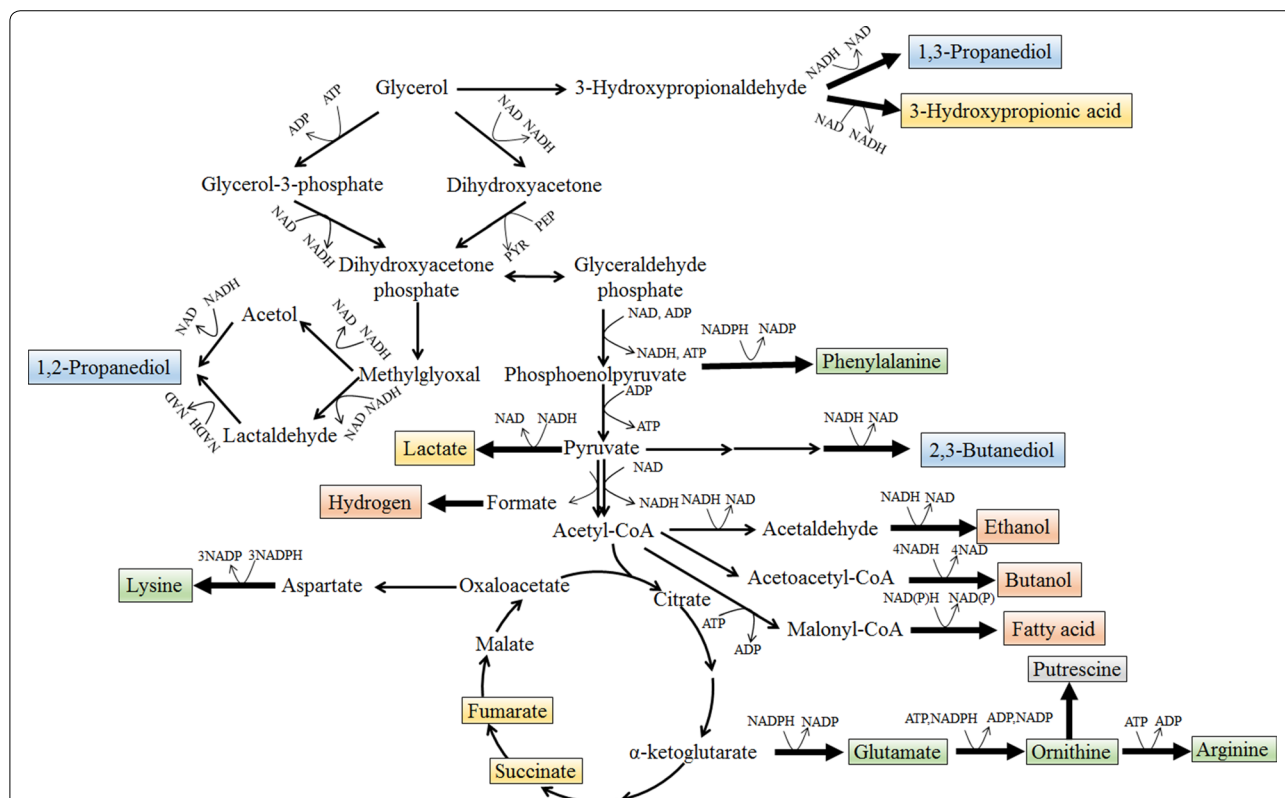 NADH NAD
1,3-Propanediol
Glycerol
3-Hydroxypropionaldehyde
3-Hydroxypropionic acid
NAD NADH
ADP ATP
NAD NADH
Glycerol-3-phosphate
Dihydroxyacetone
NAD NADH
PEP
PYR
Dihydroxyacetone
phosphate
Glyceraldehyde
phosphate
NAD NADH
Acetol
NAD NADH
NAD, ADP
NADH, ATP
NADPH NADP
1,2-Propanediol
Methylglyoxal
Phosphoenolpyruvate
Phenylalanine
NADH NAD
NAD NADH
ADP
ATP
Lactaldehyde
NAD NADH
NADH NAD
Lactate
Pyruvate
2,3-Butanediol
NAD
NADH
Hydrogen
Formate
NADH NAD
NADH NAD
Acetyl-CoA
Acetaldehyde
Ethanol
3NADP 3NADPH
4NADH 4NAD
Lysine
Aspartate
Oxaloacetate
Citrate
Acetoacetyl-CoA
Butanol
NAD(P)H NAD(P)
ATP
ADP
Malonyl-CoA
Fatty acid
Malate
Putrescine
Fumarate
NADPH NADP
ATP,NADPH ADP,NADP
ATP ADP
α-ketoglutarate
Glutamate
Ornithine
Arginine
Succinate